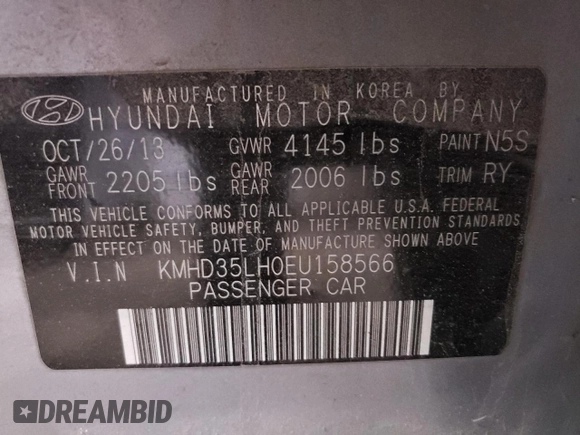 MANUFACTURED IN KOREA BY
HYUNDAI MOTOR COMPANY
OCT/26/13 GVWR 4145 lbs PAINT N5S
GAWR FRONT 2205 lbs GAWR REAR 2006 lbs TRIM RY
THIS VEHICLE CONFORMS TO ALL APPLICABLE U.S.A. FEDERAL
MOTOR VEHICLE SAFETY, BUMPER, AND THEFT PREVENTION STANDARDS
IN EFFECT ON THE DATE OF MANUFACTURE SHOWN ABOVE
V.I.N KMHD35LH0EU158566
PASSENGER CAR
DREAMBID